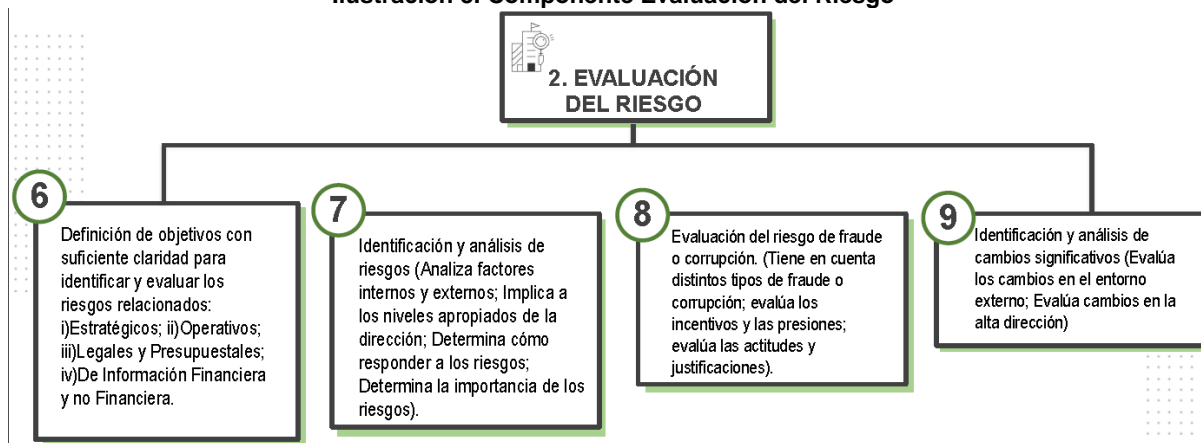 2. EVALUACIÓN
DEL RIESGO
6
Definición de objetivos con
suficiente claridad para
identificar y evaluar los
riesgos relacionados:
i)Estratégicos; ii)Operativos;
iii)Legales y Presupuestales;
iv)De Información Financiera
y no Financiera.
7
Identificación y análisis de
riesgos (Analiza factores
internos y externos; Implica a
los niveles apropiados de la
dirección; Determina cómo
responder a los riesgos;
Determina la importancia de los
riesgos).
8
Evaluación del riesgo de fraude
o corrupción. (Tiene en cuenta
distintos tipos de fraude o
corrupción; evalúa los
incentivos y las presiones;
evalúa las actitudes y
justificaciones).
9
Identificación y análisis de
cambios significativos (Evalúa
los cambios en el entorno
externo; Evalúa cambios en la
alta dirección)